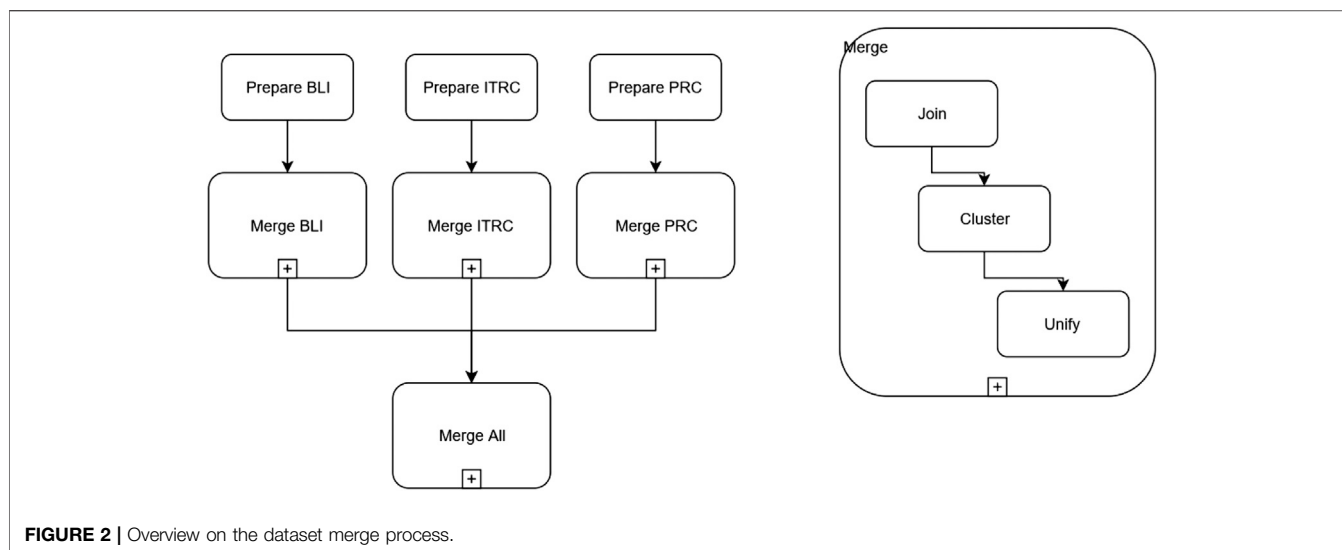 Prepare BLI
Prepare ITRC
Prepare PRC
Merge BLI
+
Merge ITRC
+
Merge PRC
+
Merge All
+
Merge
Join
Cluster
Unify
+
FIGURE 2 | Overview on the dataset merge process.